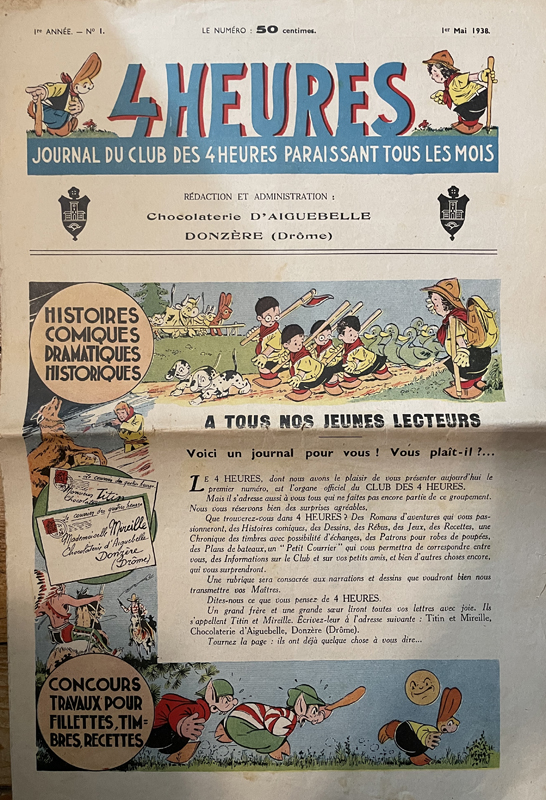 1re ANNÉE. — N° 1.
LE NUMÉRO : 50 centimes.
1er Mai 1938.
4 HEURES
JOURNAL DU CLUB DES 4 HEURES PARAISSANT TOUS LES MOIS
RÉDACTION ET ADMINISTRATION :
Chocolaterie D'AIGUEBELLE
DONZÈRE (Drôme)
HISTOIRES
COMIQUES
DRAMATIQUES
HISTORIQUES
A TOUS NOS JEUNES LECTEURS
Voici un journal pour vous ! Vous plaît-il ?...
LE 4 HEURES, dont nous avons le plaisir de vous présenter aujourd'hui le
premier numéro, est l'organe officiel du CLUB DES 4 HEURES.
Mais il s'adresse aussi à vous tous qui ne faites pas encore partie de ce groupement.
Nous vous réservons bien des surprises agréables.
Que trouverez-vous dans 4 HEURES ? Des Romans d'aventures qui vous pas-
sionneront, des Histoires comiques, des Dessins, des Rébus, des Jeux, des Recettes, une
Chronique des timbres avec possibilité d'échanges, des Patrons pour robes de poupées,
des Plans de bateaux, un "Petit Courrier" qui vous permettra de correspondre entre
vous, des Informations sur le Club et sur vos petits amis, et bien d'autres choses encore,
qui vous surprendront.
Une rubrique sera consacrée aux narrations et dessins que voudront bien nous
transmettre vos Maîtres.
Dites-nous ce que vous pensez de 4 HEURES.
Un grand frère et une grande sœur liront toutes vos lettres avec joie. Ils
s'appellent Titin et Mireille. Écrivez-leur à l'adresse suivante : Titin et Mireille,
Chocolaterie d'Aiguebelle, Donzère (Drôme).
Tournez la page : ils ont déjà quelque chose à vous dire...
Le courrier des quatre heures
Monsieur Titin
Le courrier des quatre heures
Mademoiselle Mireille
Chocolaterie d'Aiguebelle
Donzère
(Drôme)
CONCOURS
TRAVAUX POUR
FILLETTES, TIM=
BRES, RECETTES